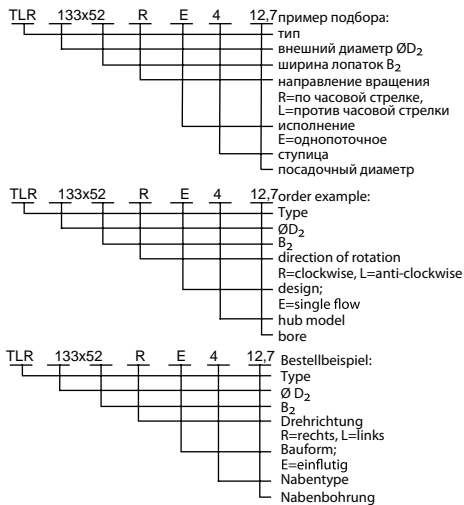 TLR 133x52 R E 4 12,7 пример подбора:
тип
внешний диаметр ØD₂
ширина лопаток B₂
направление вращения
R=по часовой стрелке,
L=против часовой стрелки
исполнение
E=однопоточное
ступица
посадочный диаметр
TLR 133x52 R E 4 12,7 order example:
Type
ØD₂
B₂
direction of rotation
R=clockwise, L=anti-clockwise
design;
E=single flow
hub model
bore
TLR 133x52 R E 4 12,7 Bestellbeispiel:
Type
Ø D₂
B₂
Drehrichtung
R=rechts, L=links
Bauform;
E=einflutig
Nabentype
Nabenbohrung